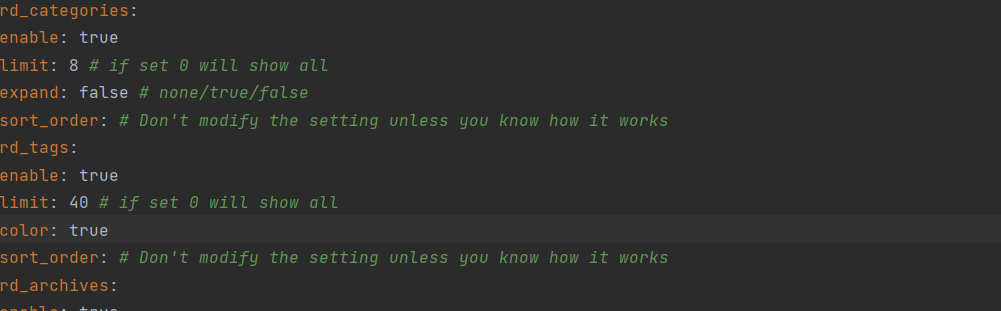 rd_categories:
enable: true
limit: 8 # if set 0 will show all
expand: false # none/true/false
sort_order: # Don't modify the setting unless you know how it works
rd_tags:
enable: true
limit: 40 # if set 0 will show all
color: true
sort_order: # Don't modify the setting unless you know how it works
rd_archives:
enable: true